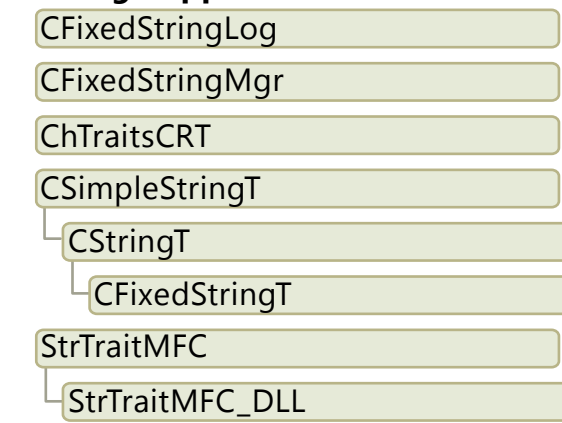 CFixedStringLog
CFixedStringMgr
ChTraitsCRT
CSimpleStringT
CStringT
CFixedStringT
StrTraitMFC
StrTraitMFC_DLL